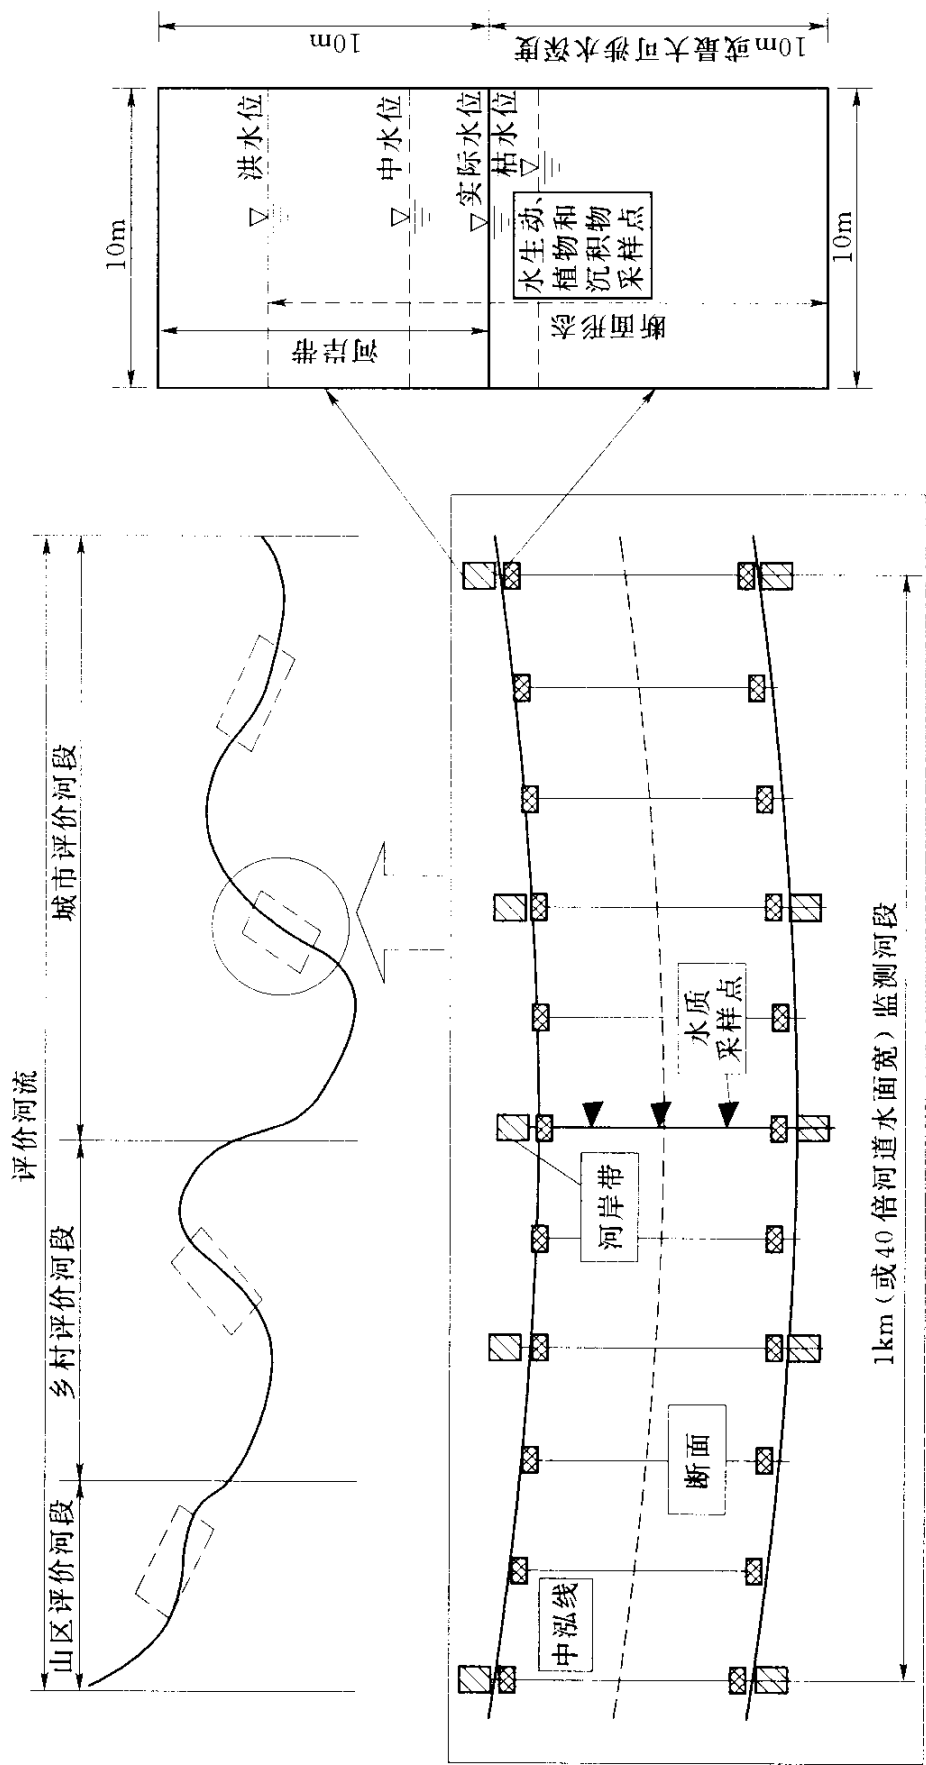 评价河流
山区评价河段
乡村评价河段
城市评价河段
10m
10m
10m或最大可涉水深度
洪水位
中水位
实际水位
枯水位
水生动、
植物和
沉积物
采样点
河岸带
断面形态
10m
中泓线
断面
河岸带
水质
采样点
1km(或40倍河道水面宽)监测河段